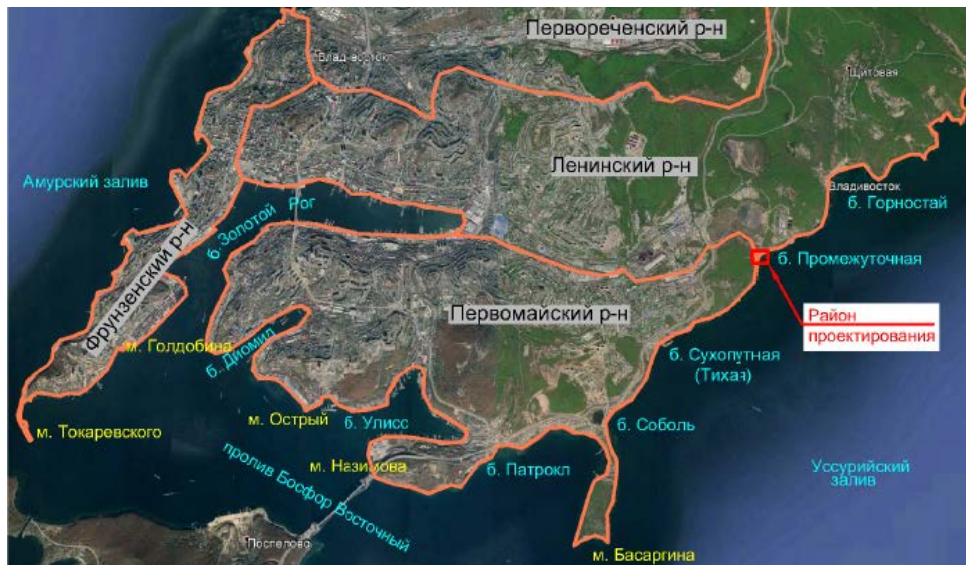 Первореченский р-н
Владивосток
Щитовая
Ленинский р-н
Амурский залив
Владивосток
б. Горностай
б. Золотой Рог
Фрунзенский р-н
б. Промежуточная
Первомайский р-н
Район
проектирования
м. Голдобина
б. Диомид
б. Сухопутная
(Тихая)
м. Острый
б. Улисс
б. Соболь
м. Токаревского
м. Назимова
б. Патрокл
Уссурийский
залив
пролив Босфор Восточный
Поспелово
м. Басаргина